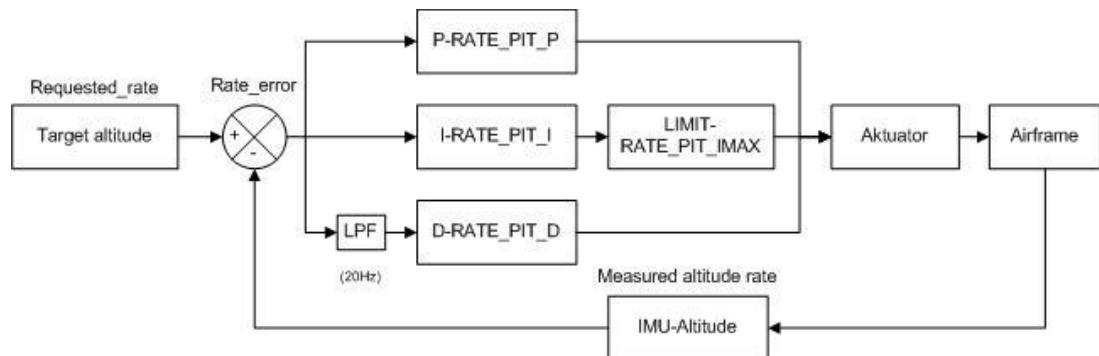 P-RATE_PIT_P
Requested_rate
Rate_error
Target altitude
+
-
I-RATE_PIT_I
LIMIT-
RATE_PIT_IMAX
Aktuator
Airframe
LPF
(20Hz)
D-RATE_PIT_D
Measured altitude rate
IMU-Altitude